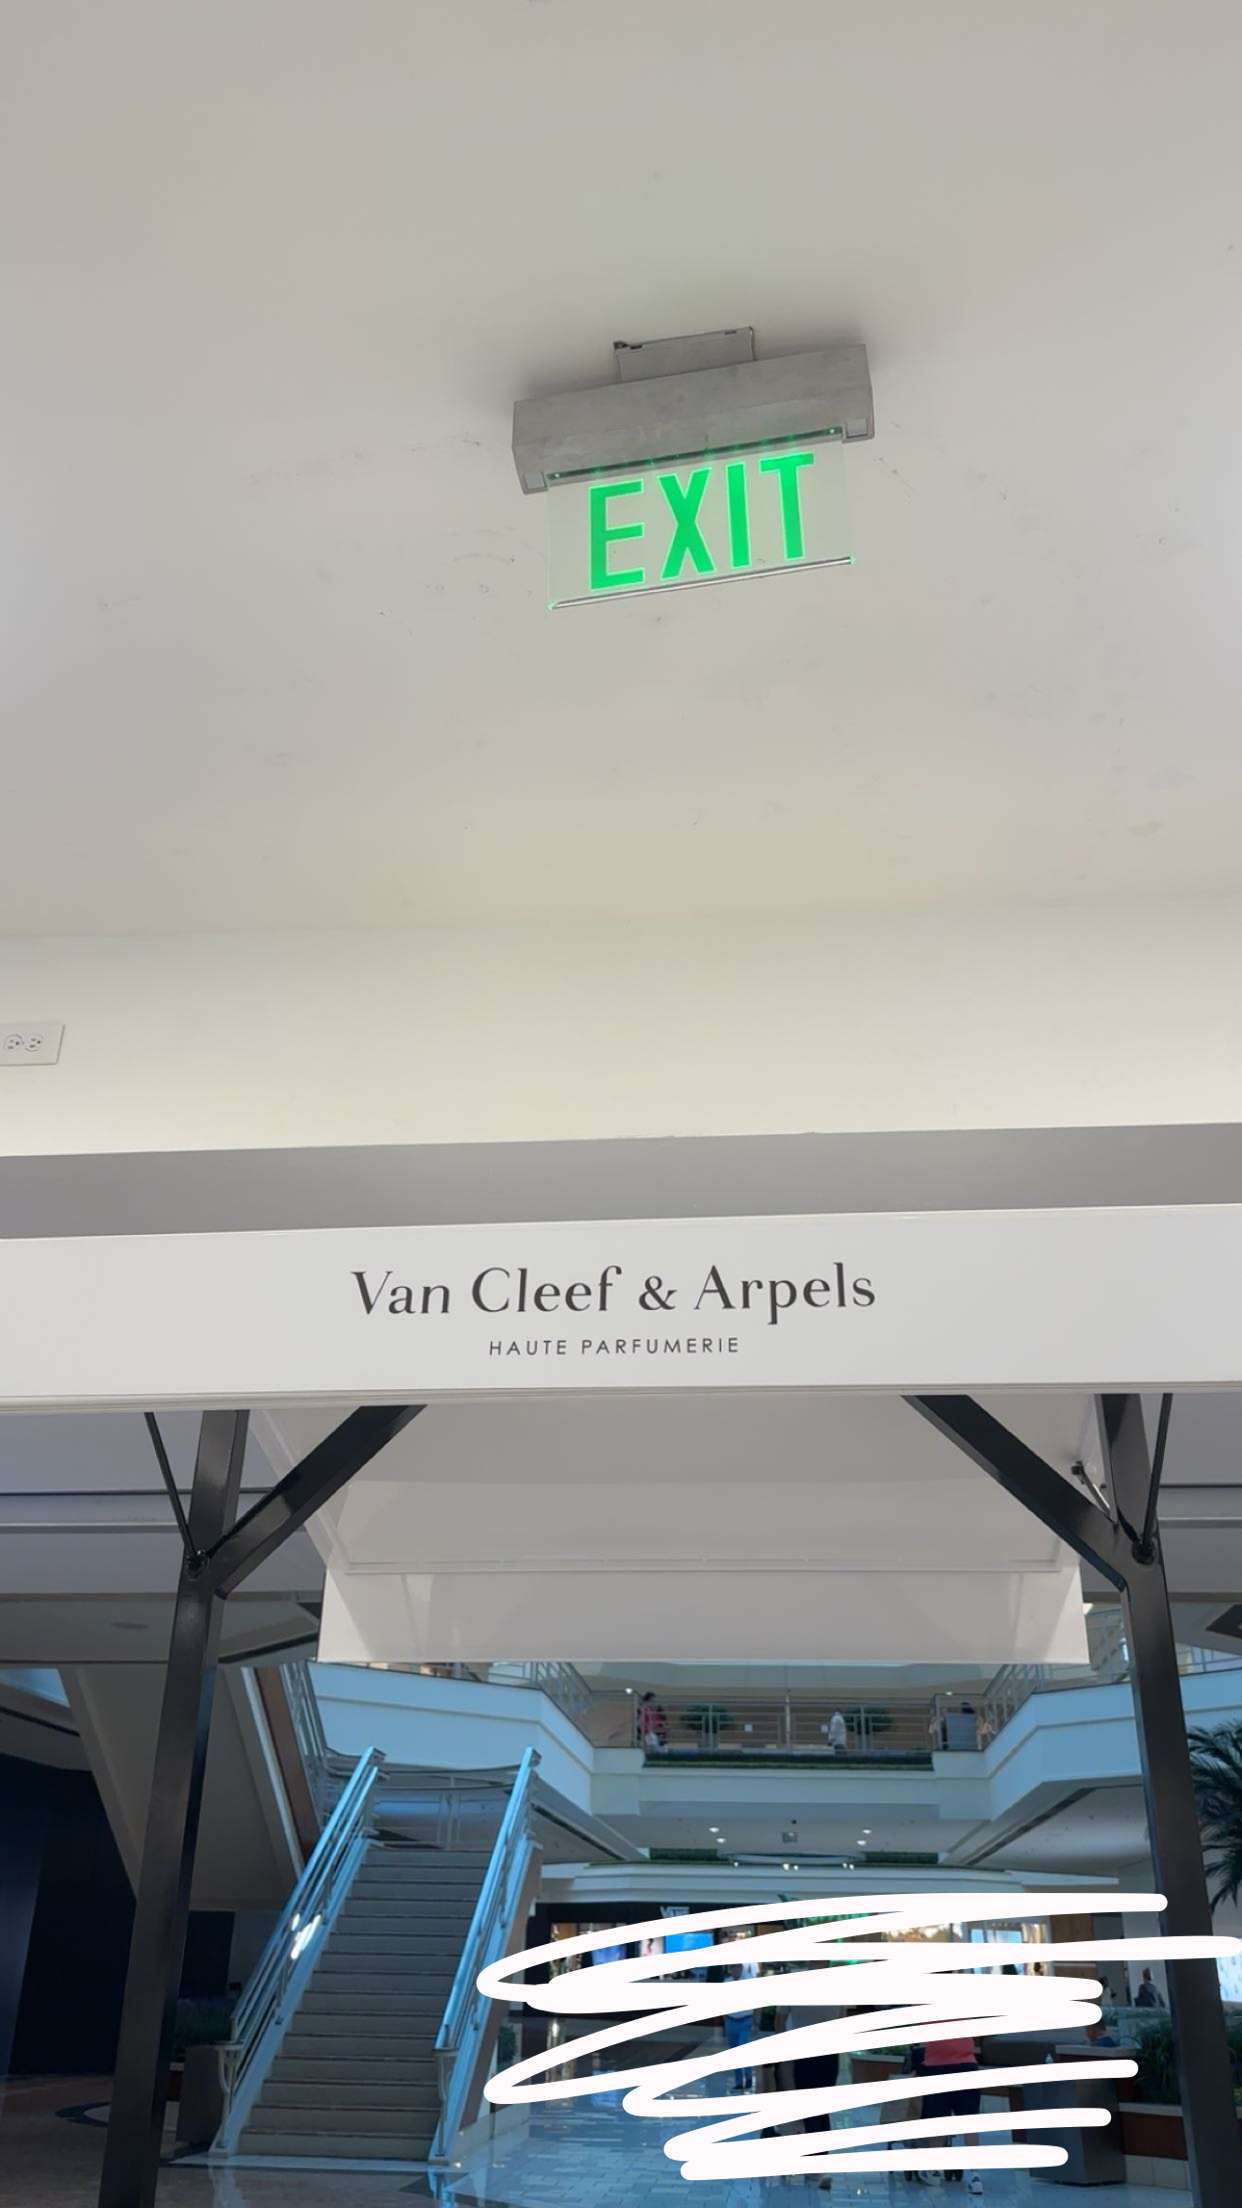 EXIT
Van Cleef & Arpels
HAUTE PARFUMERIE